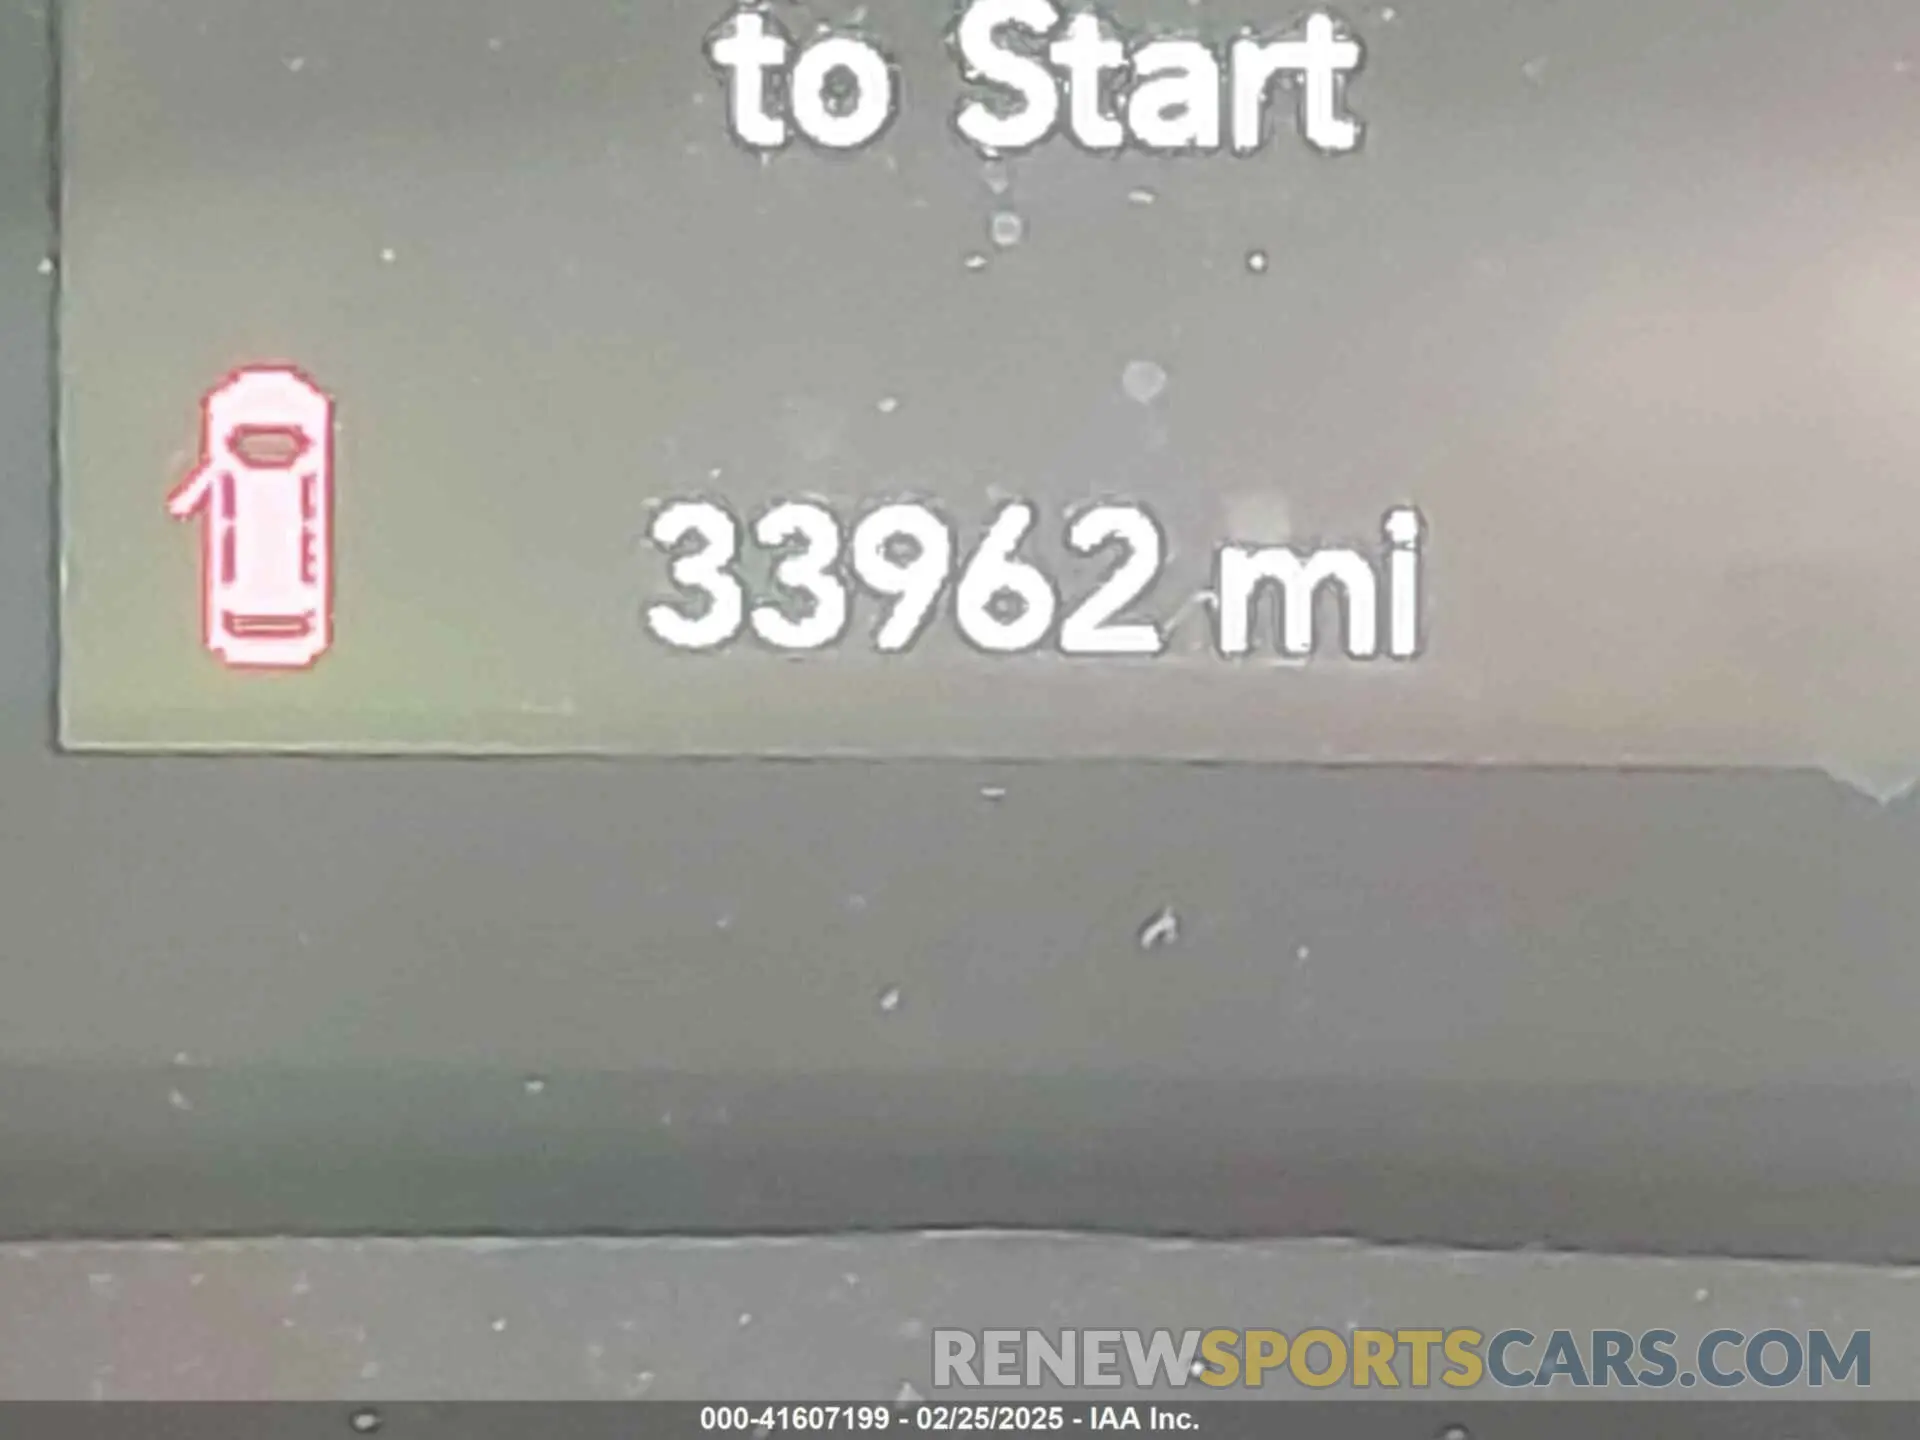 to Start
33962 mi
RENEWSPORTSCARS.COM
000-41607199 - 02/25/2025 - IAA Inc.